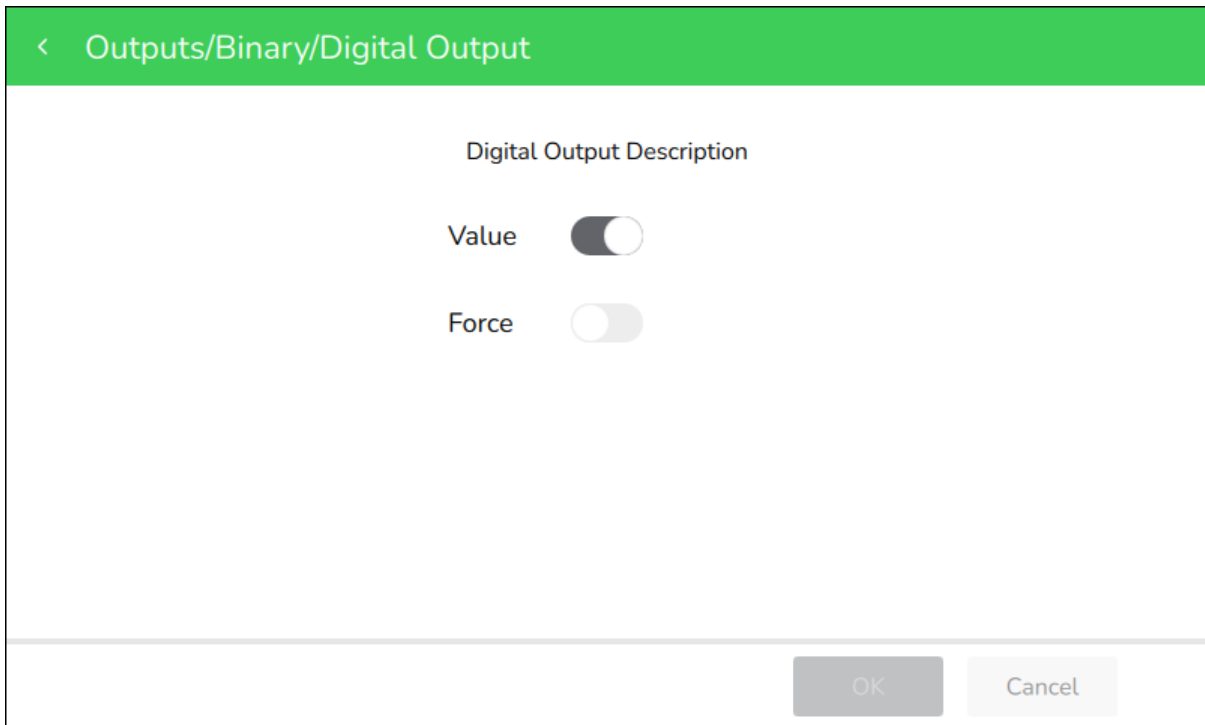 Outputs/Binary/Digital Output
Digital Output Description
Value
Force
OK
Cancel